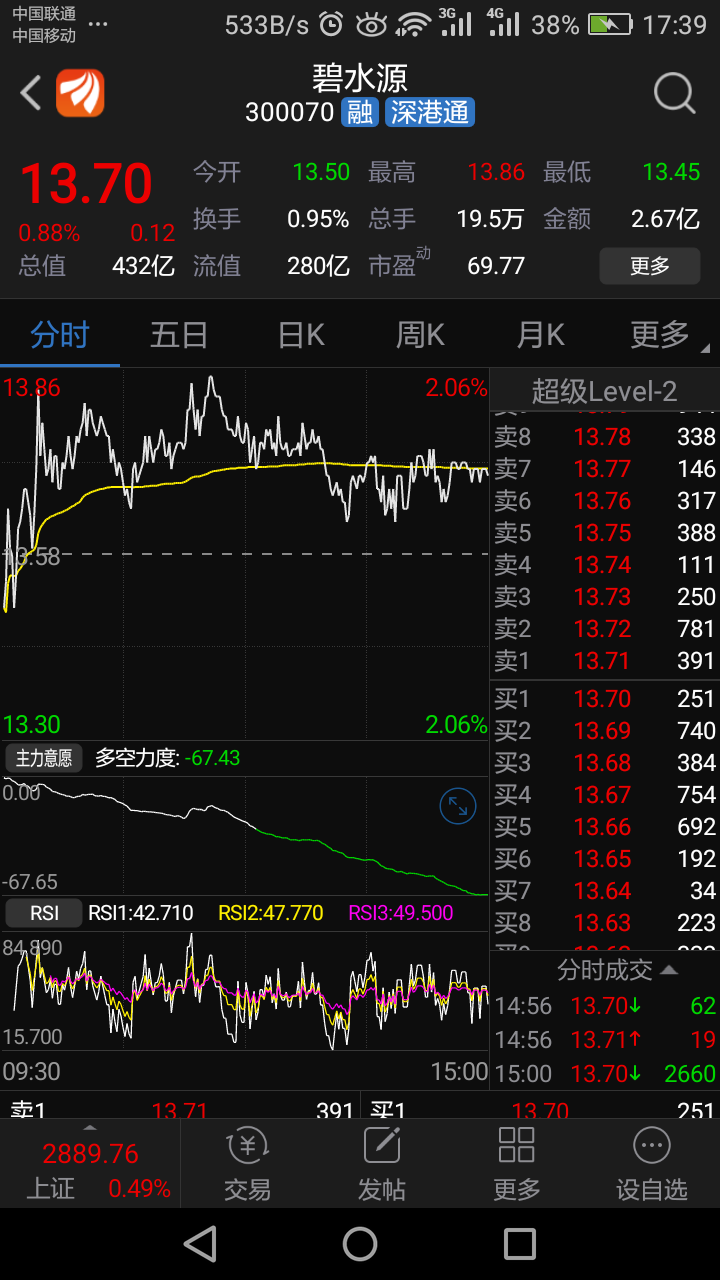 中国联通 ... 533B/s 3G 4G 38% 17:39
中国移动
碧水源
300070 融 深港通
13.70
0.88% 0.12
今开 13.50 最高 13.86 最低 13.45
换手 0.95% 总手 19.5万 金额 2.67亿
总值 432亿 流值 280亿 市盈动 69.77 更多
分时 五日 日K 周K 月K 更多
13.86 2.06%
13.58
13.30 2.06%
主力意愿 多空力度: -67.43
0.00
-67.65
RSI RSI1:42.710 RSI2:47.770 RSI3:49.500
84.890
15.700
09:30 15:00
超级Level-2
卖8 13.78 338
卖7 13.77 146
卖6 13.76 317
卖5 13.75 388
卖4 13.74 111
卖3 13.73 250
卖2 13.72 781
卖1 13.71 391
买1 13.70 251
买2 13.69 740
买3 13.68 384
买4 13.67 754
买5 13.66 692
买6 13.65 192
买7 13.64 34
买8 13.63 223
分时成交
14:56 13.70↓ 62
14:56 13.71↑ 19
15:00 13.70↓ 2660
卖1 13.71 391 买1 13.70 251
2889.76
上证 0.49%
交易 发帖 更多 设自选